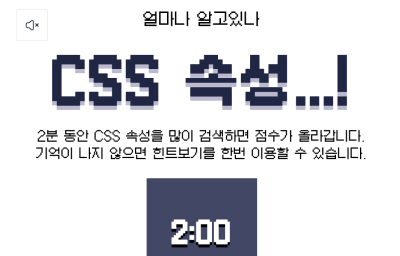 얼마나 알고있나
CSS 속성...!
2분 동안 CSS 속성을 많이 검색하면 점수가 올라갑니다.
기억이 나지 않으면 힌트보기를 한번 이용할 수 있습니다.
2:00